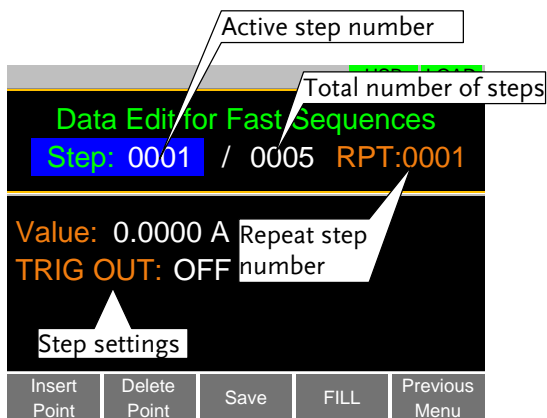 Active step number
Total number of steps
Data Edit for Fast Sequences
Step: 0001 / 0005 RPT:0001
Value: 0.0000 A
Repeat step
number
TRIG OUT: OFF
Step settings
Insert
Point
Delete
Point
Save
FILL
Previous
Menu